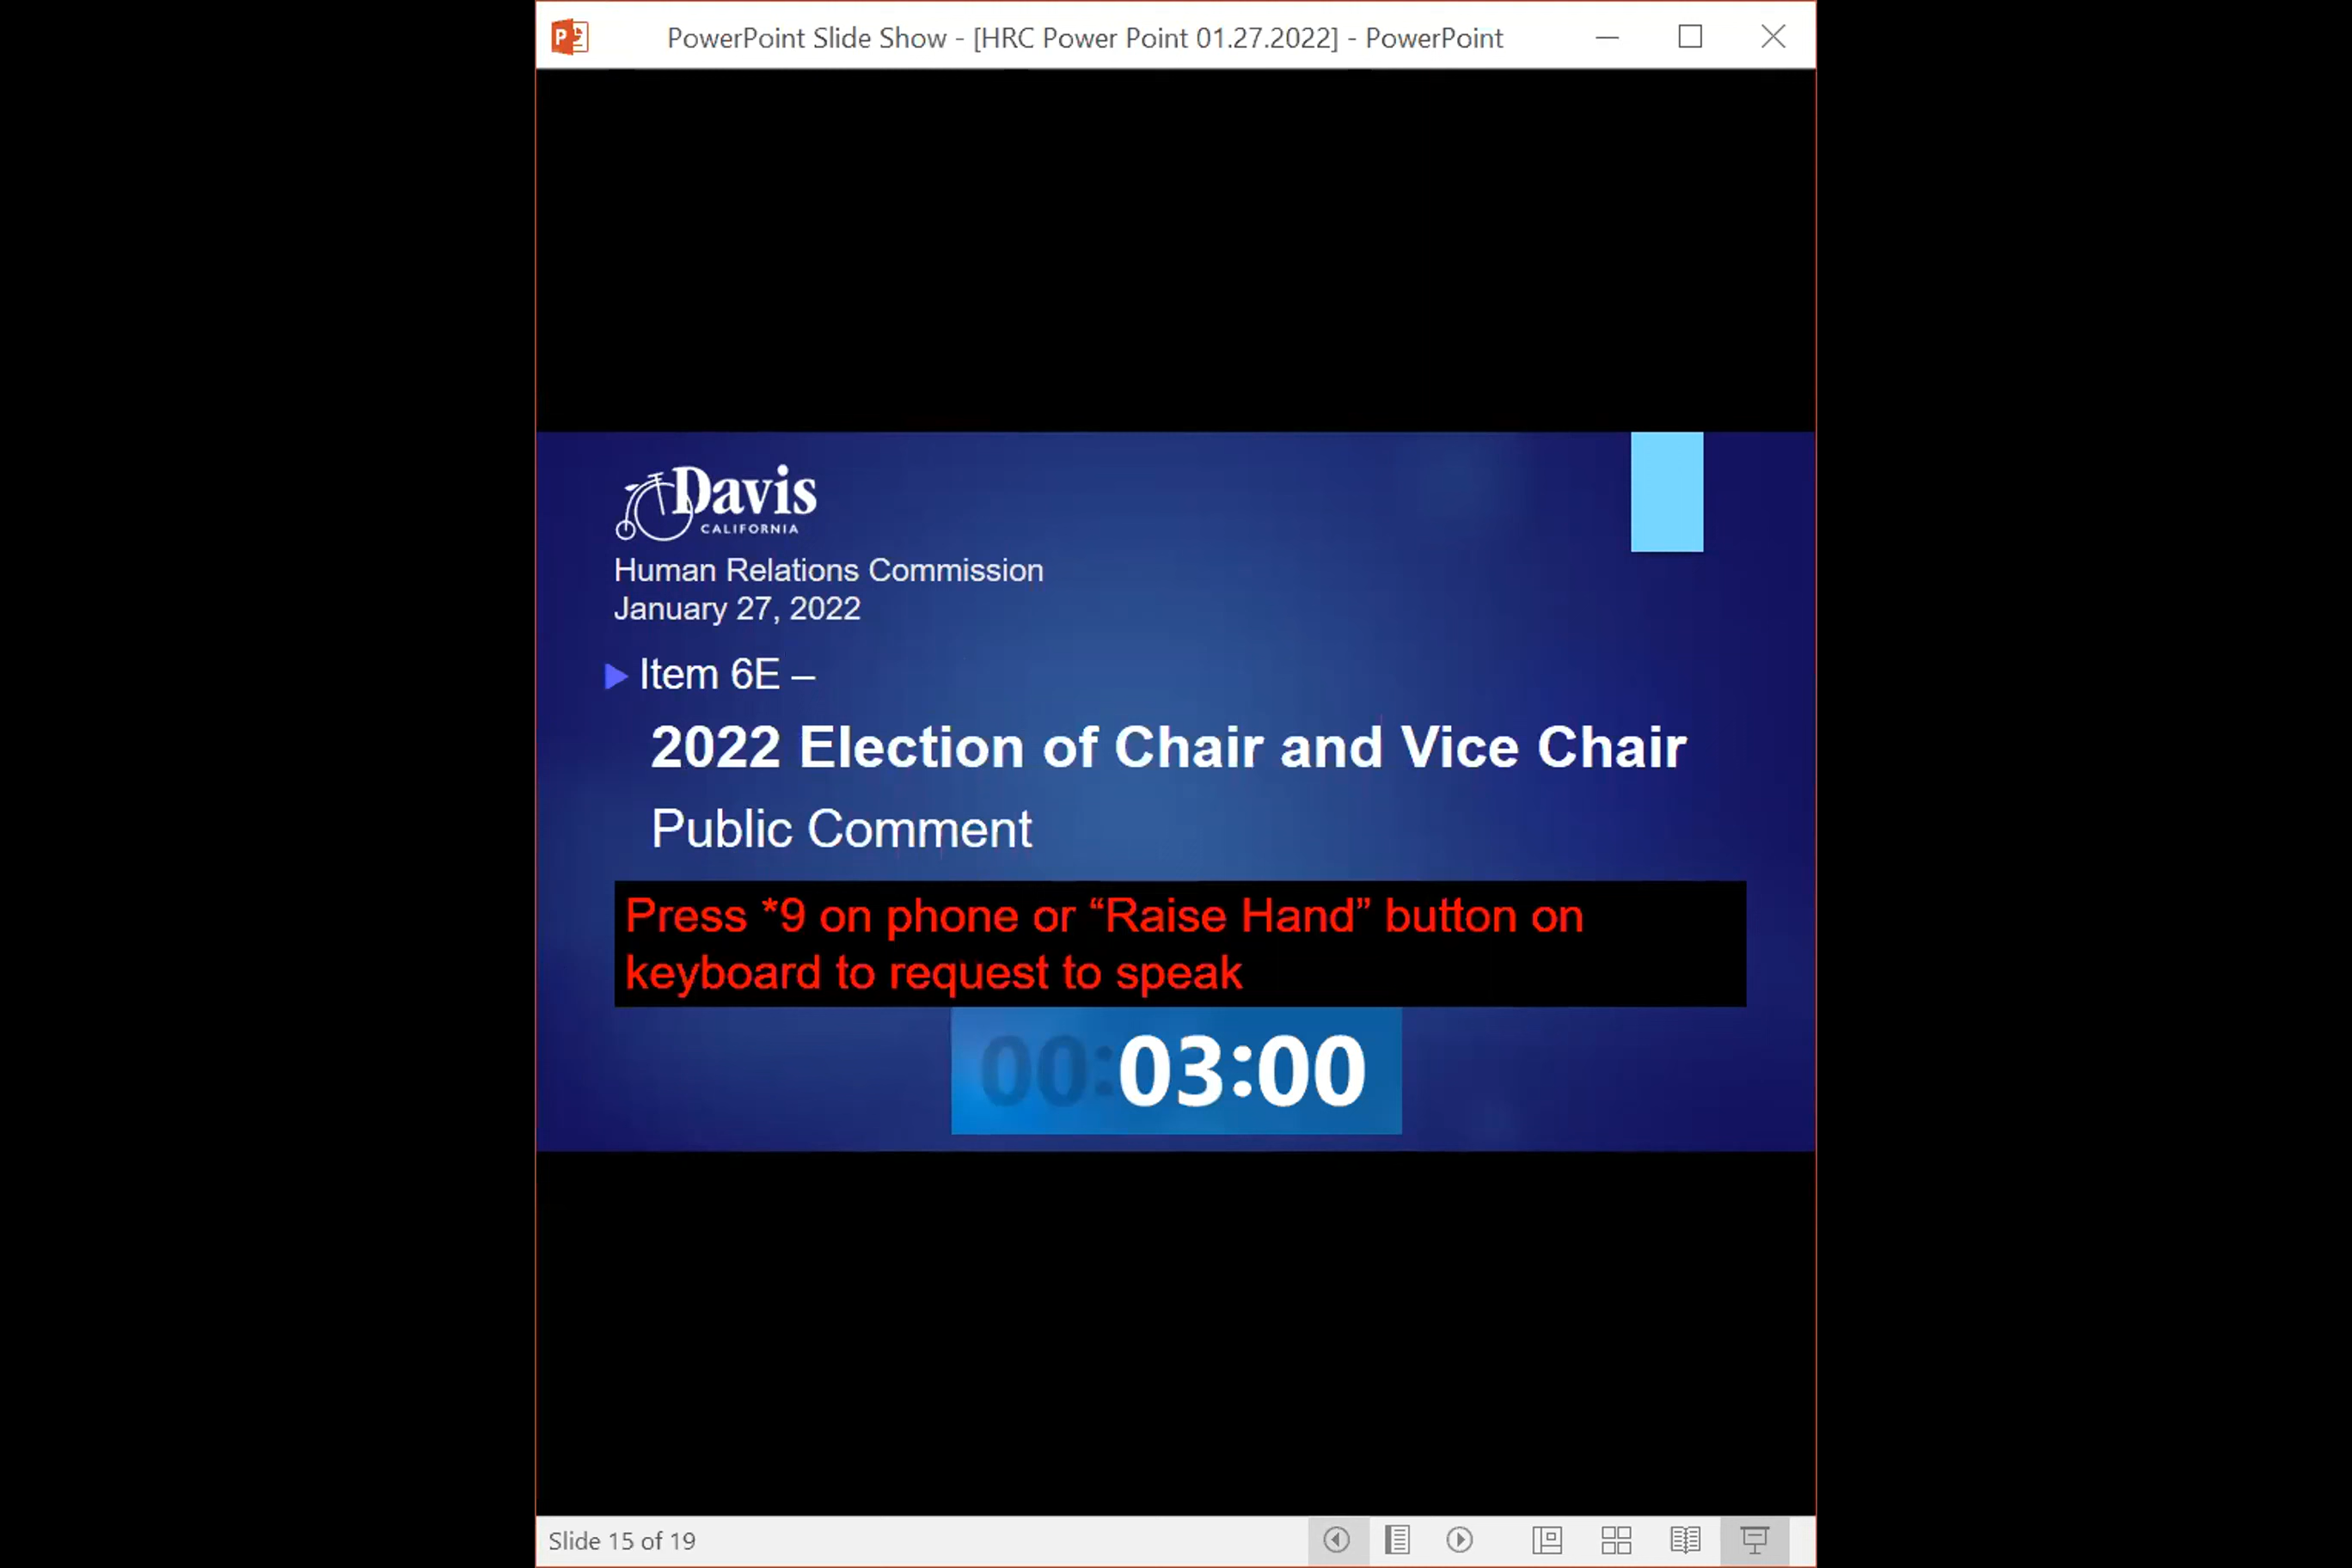 PowerPoint Slide Show - [HRC Power Point 01.27.2022] - PowerPoint
Davis
CALIFORNIA
Human Relations Commission
January 27, 2022
Item 6E –
2022 Election of Chair and Vice Chair
Public Comment
Press *9 on phone or “Raise Hand” button on
keyboard to request to speak
00:03:00
Slide 15 of 19